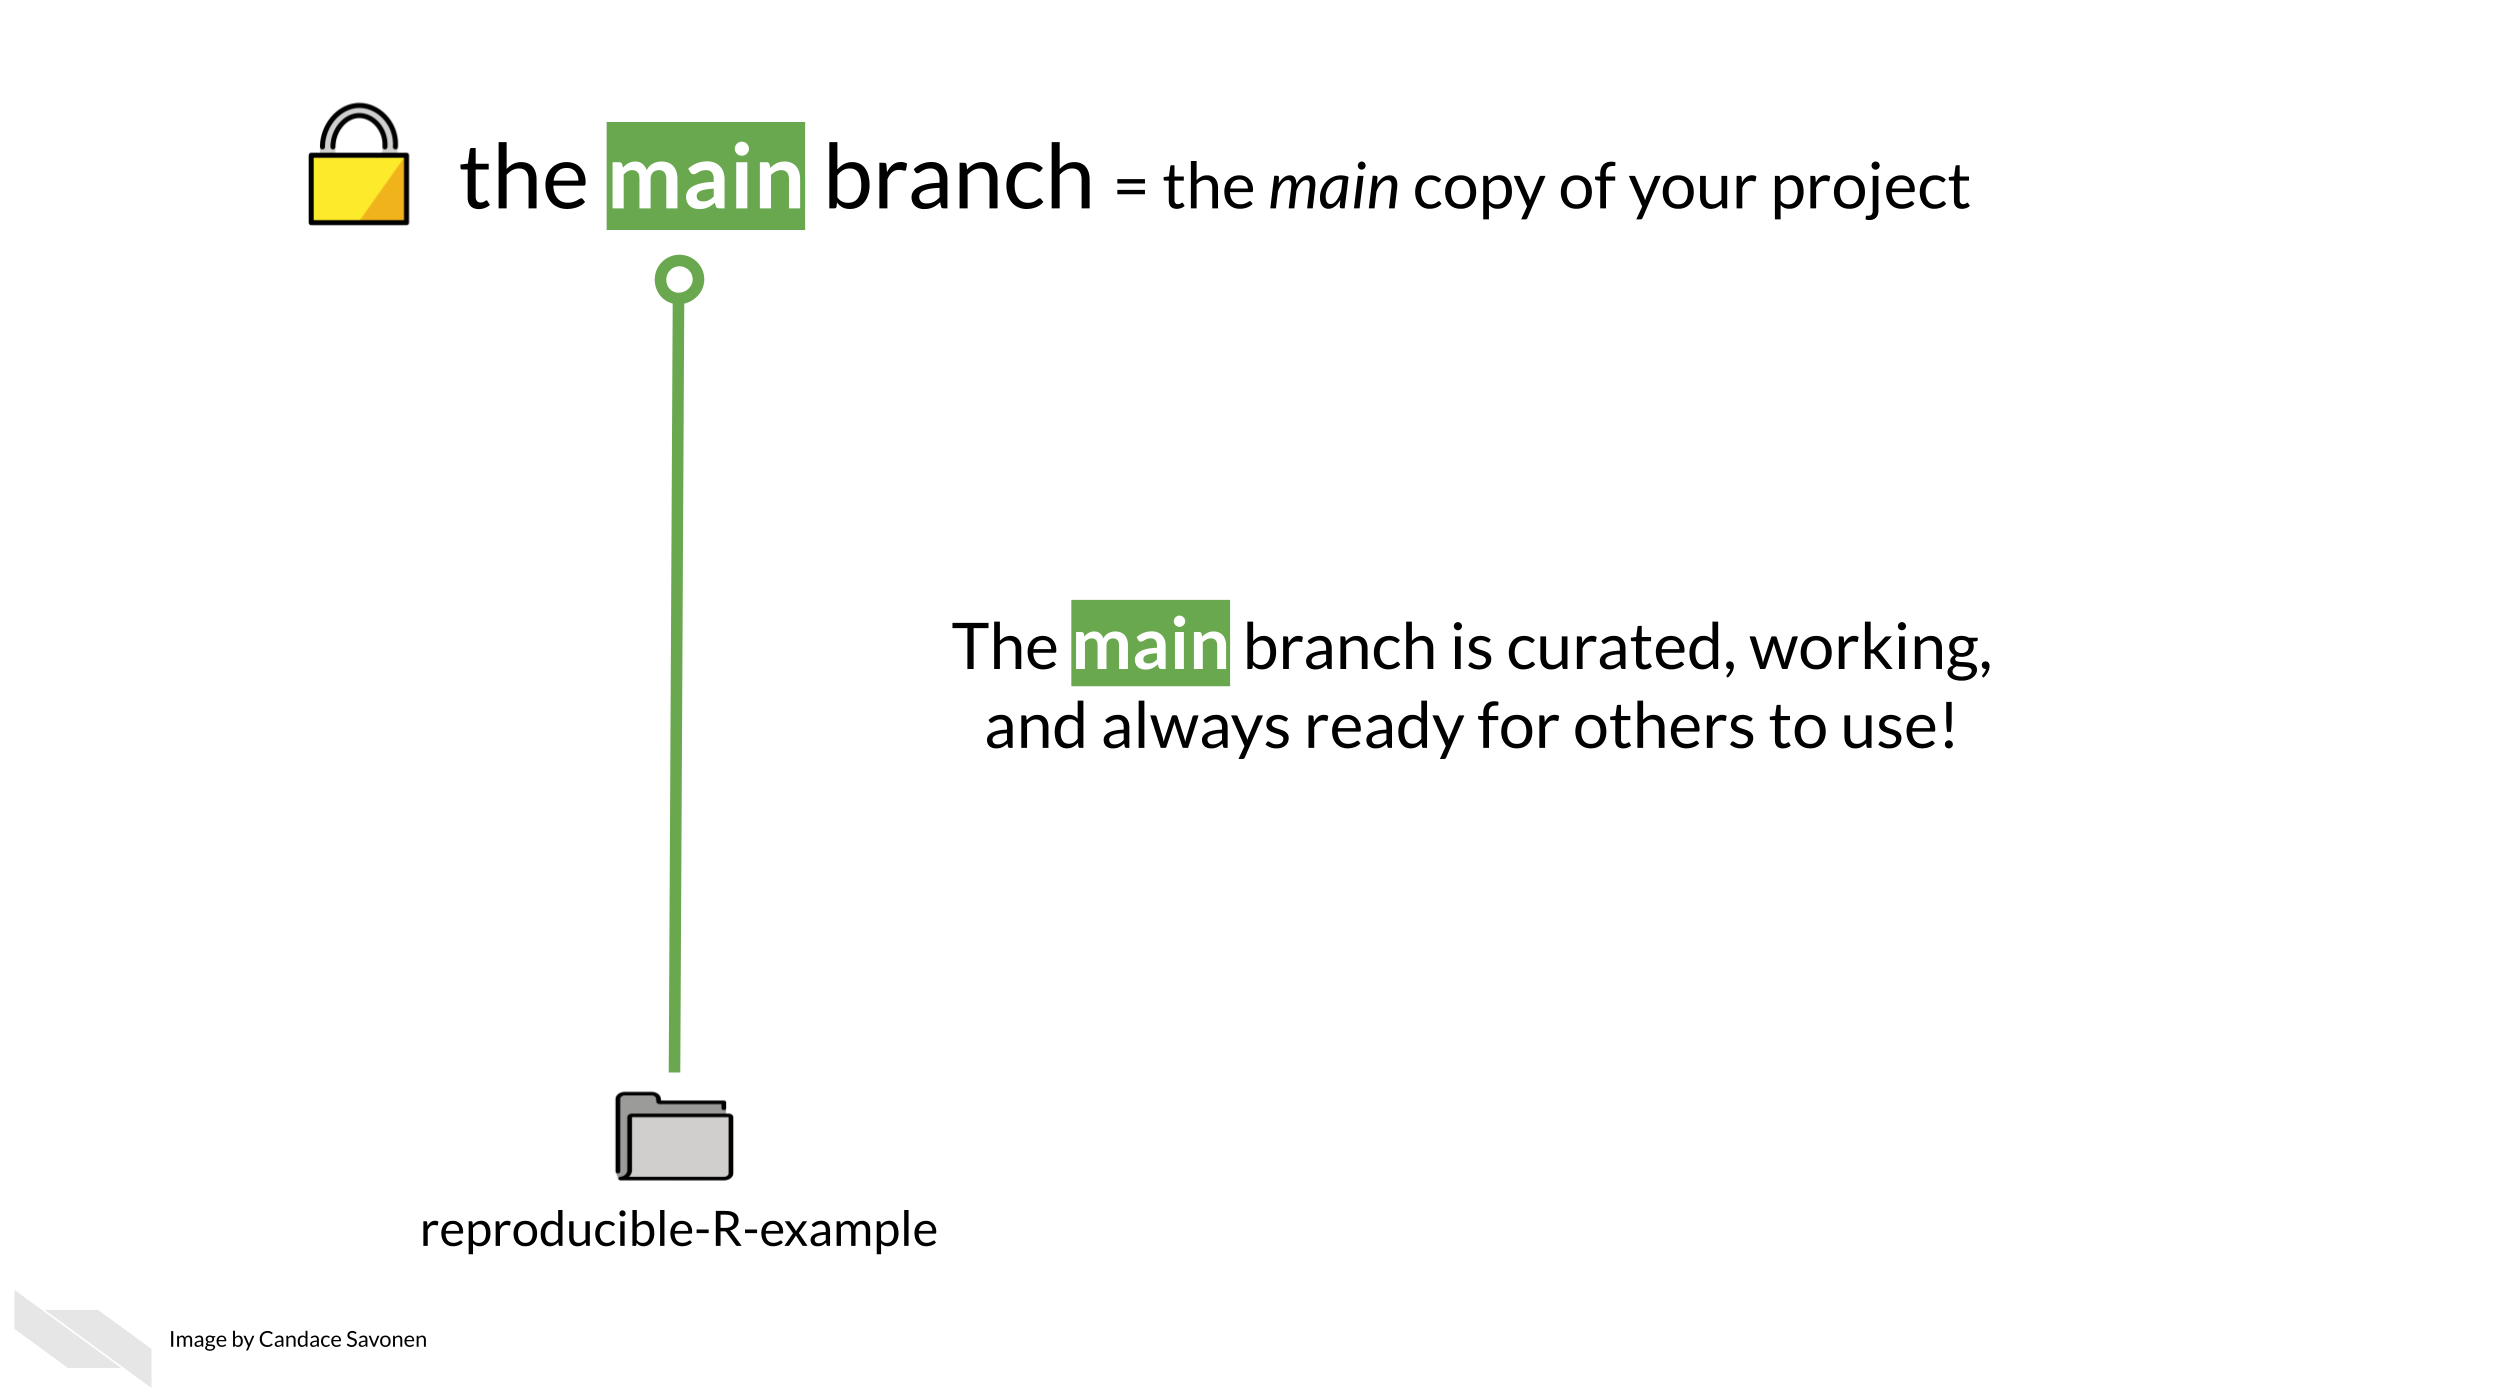 the main branch = the main copy of your project
The main branch is curated, working,
and always ready for others to use!
reproducible-R-example
Image by Candace Savonen